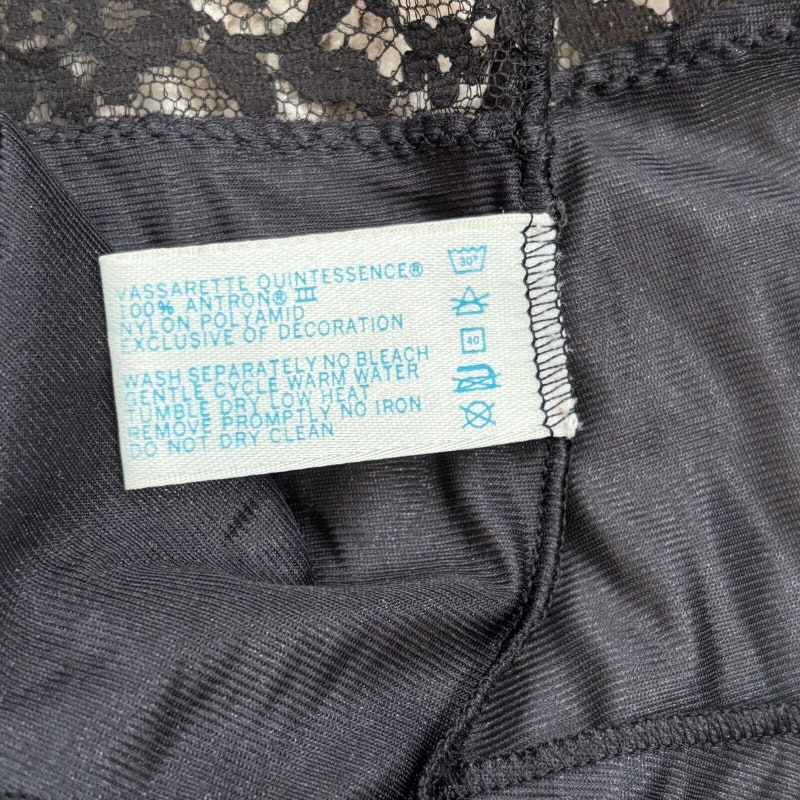 VASSARETTE QUINTESSENCE®
100% ANTRON® III
NYLON POLYAMID
EXCLUSIVE OF DECORATION
WASH SEPARATELY NO BLEACH
GENTLE CYCLE WARM WATER
TUMBLE DRY LOW HEAT
REMOVE PROMPTLY NO IRON
DO NOT DRY CLEAN
30°
40